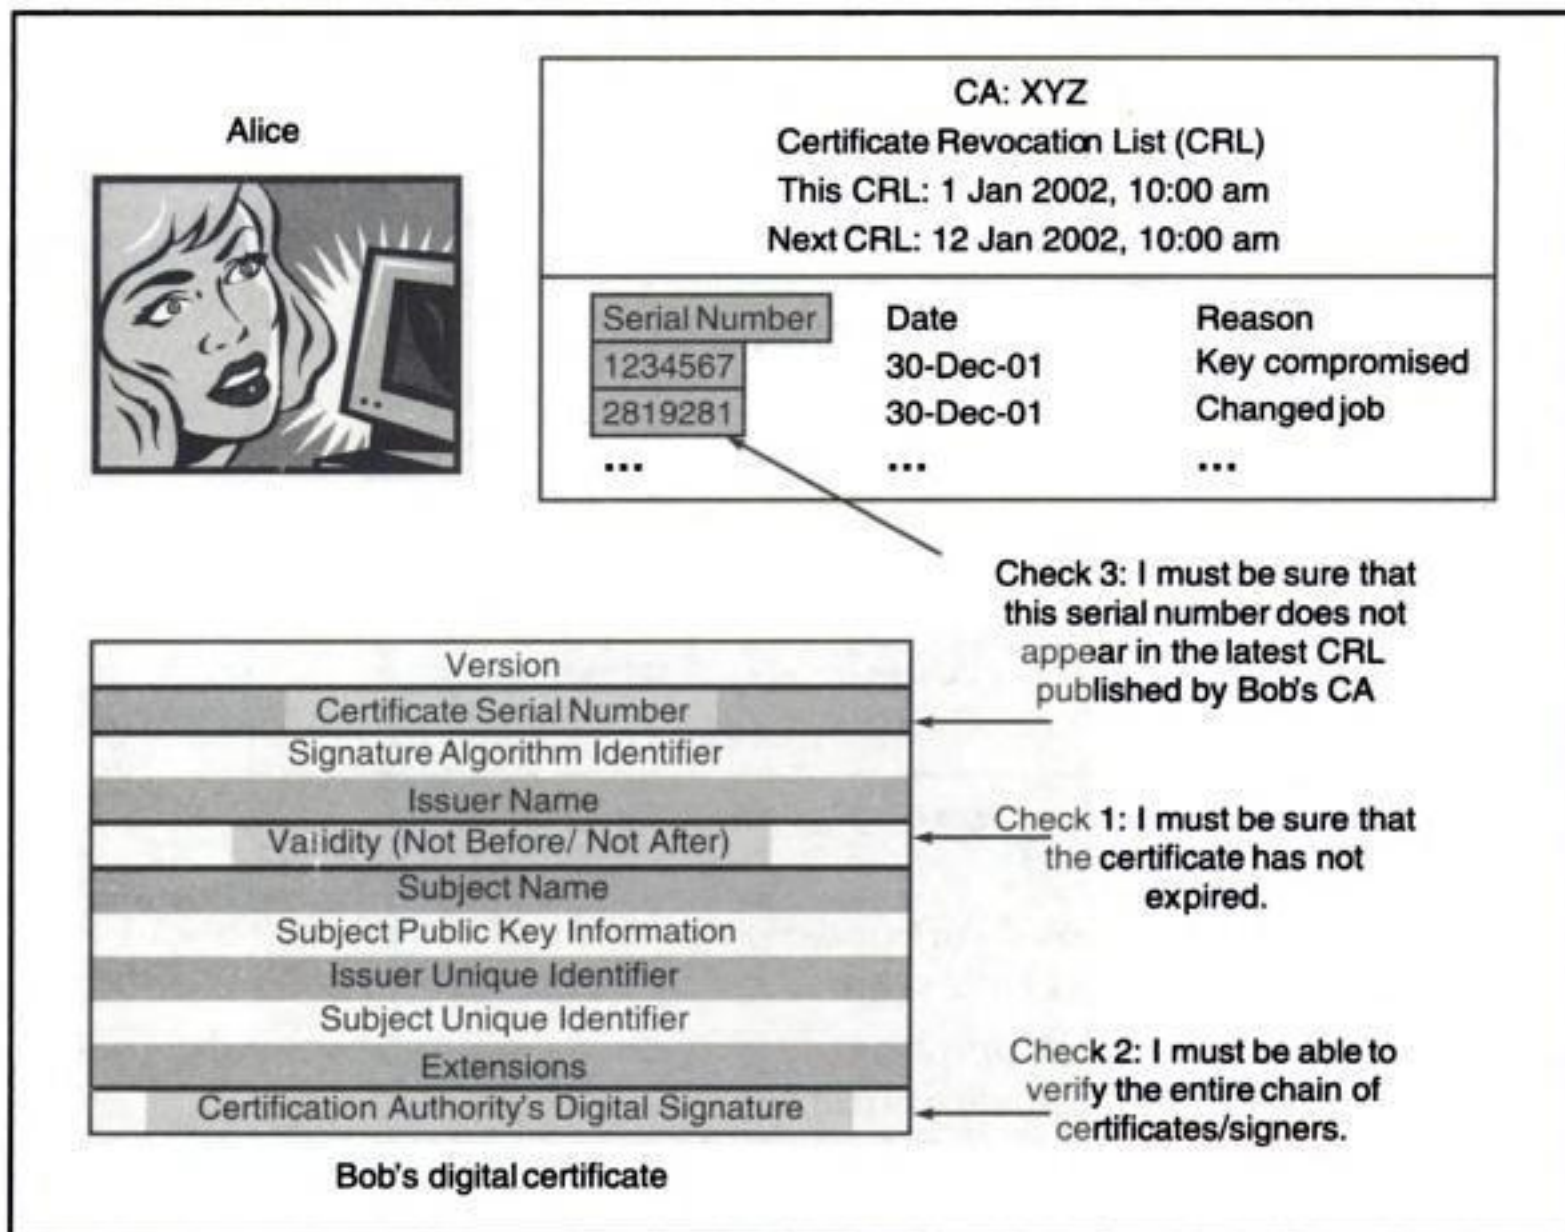 Alice
CA: XYZ
Certificate Revocation List (CRL)
This CRL: 1 Jan 2002, 10:00 am
Next CRL: 12 Jan 2002, 10:00 am
Serial Number Date Reason
1234567 30-Dec-01 Key compromised
2819281 30-Dec-01 Changed job
... ... ...
Check 3: I must be sure that
this serial number does not
appear in the latest CRL
published by Bob's CA
Version
Certificate Serial Number
Signature Algorithm Identifier
Issuer Name
Validity (Not Before/ Not After)
Subject Name
Subject Public Key Information
Issuer Unique Identifier
Subject Unique Identifier
Extensions
Certification Authority's Digital Signature
Check 1: I must be sure that
the certificate has not
expired.
Check 2: I must be able to
verify the entire chain of
certificates/signers.
Bob's digital certificate